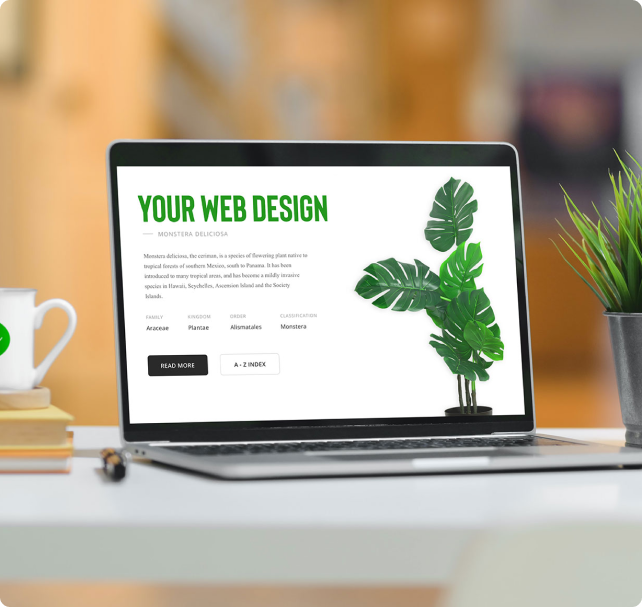 YOUR WEB DESIGN
MONSTERA DELICIOSA
Monstera deliciosa, the ceriman, is a species of flowering plant native to
tropical forests of southern Mexico, south to Panama. It has been
introduced to many tropical areas, and has become a mildly invasive
species in Hawaii, Seychelles, Ascension Island and the Society
Islands.
FAMILY KINGDOM ORDER CLASSIFICATION
Araceae Plantae Alismatales Monstera
READ MORE A - Z INDEX